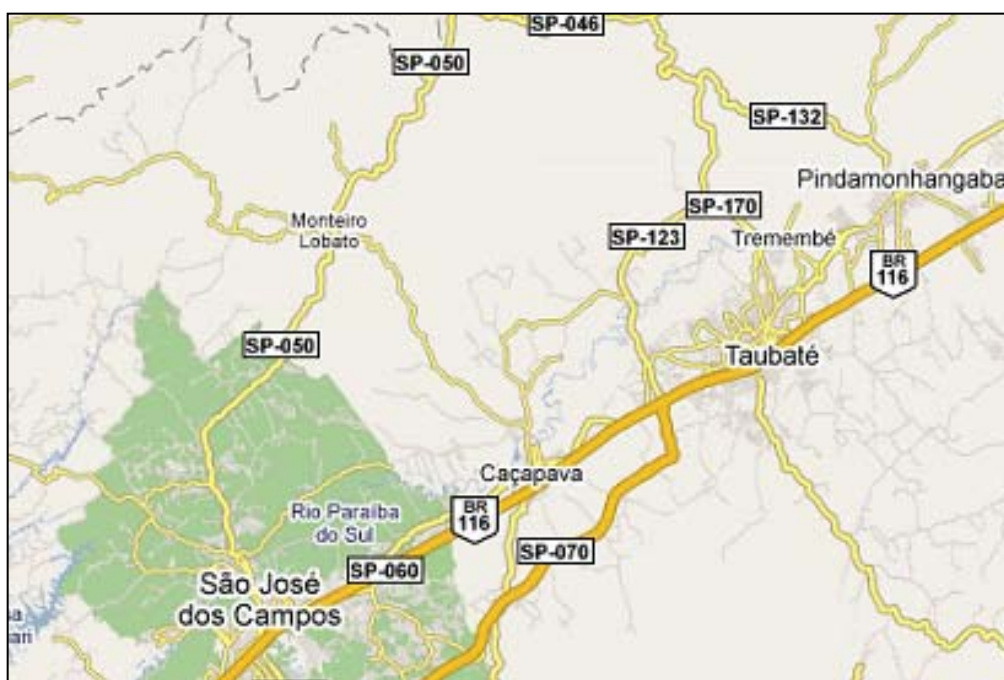 SP-046
SP-050
SP-132
Pindamonhangaba
SP-170
Monteiro
Lobato
SP-123
Tremembé
BR
116
SP-050
Taubaté
Caçapava
Rio Paraíba
do Sul
BR
116
SP-070
SP-060
São José
dos Campos